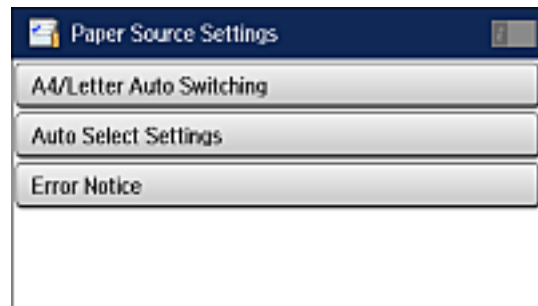 Paper Source Settings
A4/Letter Auto Switching
Auto Select Settings
Error Notice